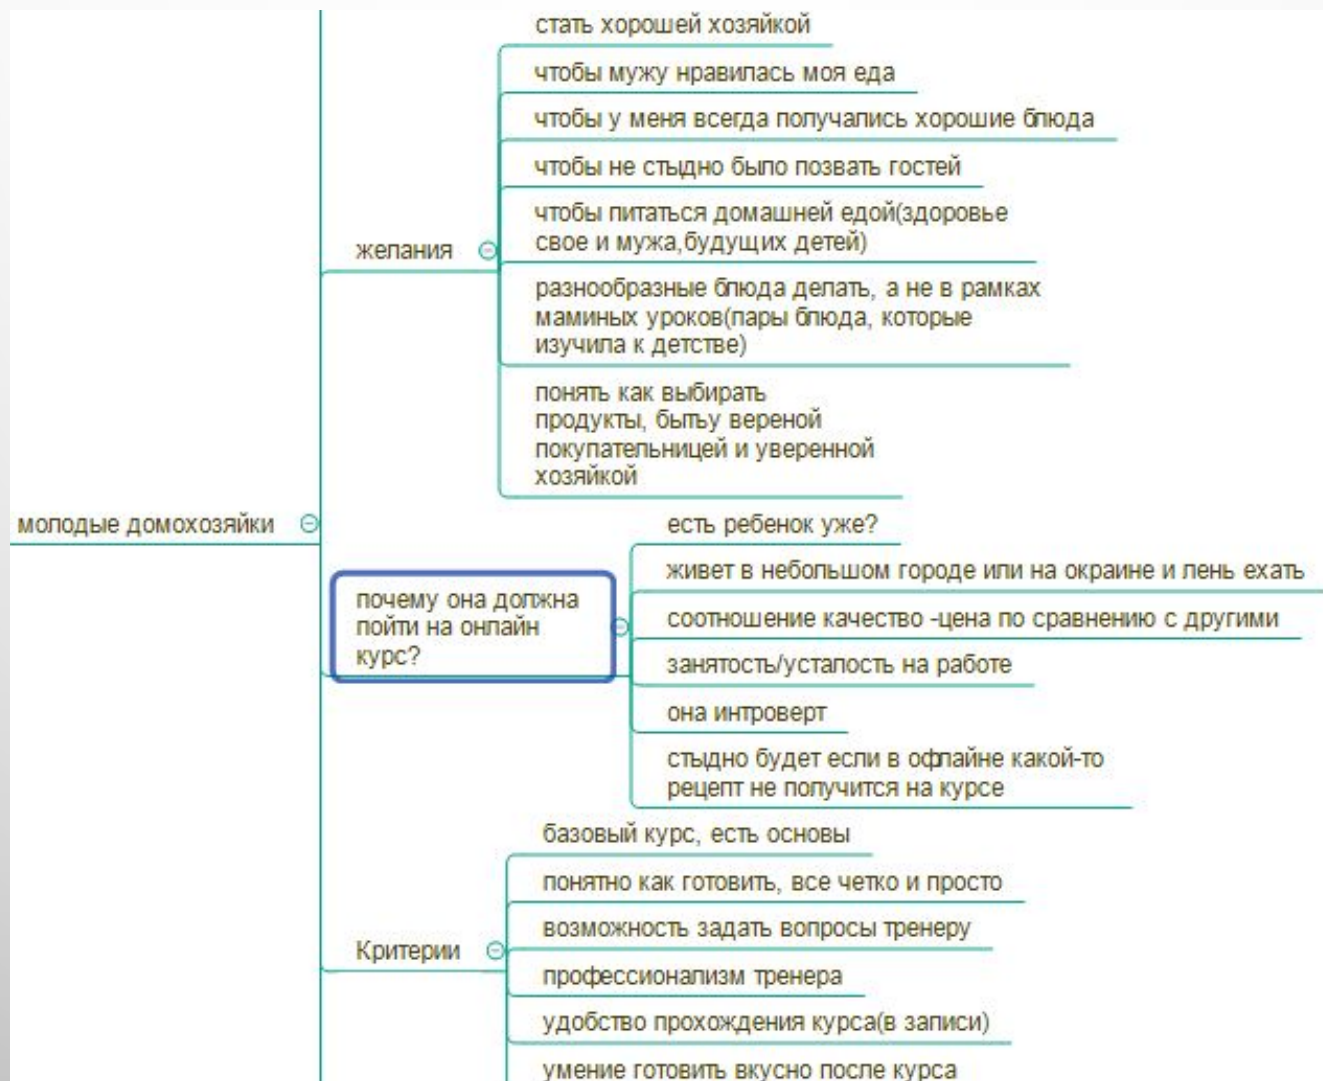 стать хорошей хозяйкой
чтобы мужу нравилась моя еда
чтобы у меня всегда получались хорошие блюда
чтобы не стыдно было позвать гостей
чтобы питаться домашней едой(здоровье
свое и мужа,будущих детей)
желания
разнообразные блюда делать, а не в рамках
маминых уроков(пары блюда, которые
изучила к детстве)
понять как выбирать
продукты, бытьу вереной
покупательницей и уверенной
хозяйкой
молодые домохозяйки
есть ребенок уже?
живет в небольшом городе или на окраине и лень ехать
почему она должна
пойти на онлайн
курс?
соотношение качество -цена по сравнению с другими
занятость/усталость на работе
она интроверт
стыдно будет если в офлайне какой-то
рецепт не получится на курсе
базовый курс, есть основы
понятно как готовить, все четко и просто
возможность задать вопросы тренеру
Критерии
профессионализм тренера
удобство прохождения курса(в записи)
умение готовить вкусно после курса